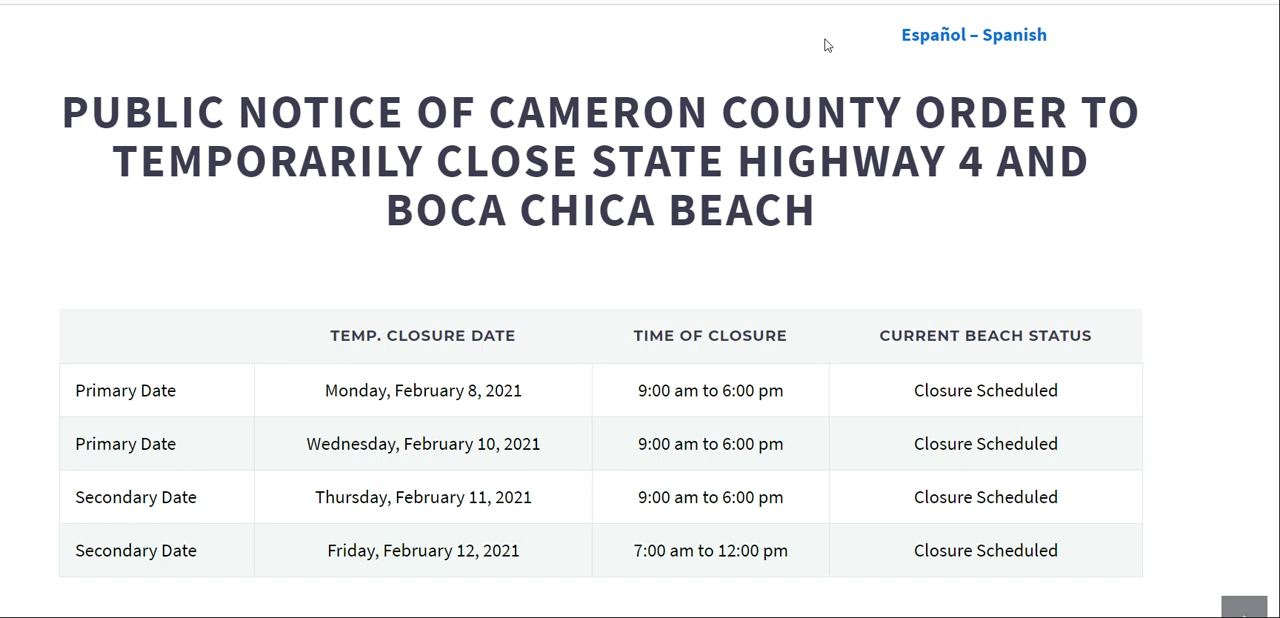 Español – Spanish
PUBLIC NOTICE OF CAMERON COUNTY ORDER TO
TEMPORARILY CLOSE STATE HIGHWAY 4 AND
BOCA CHICA BEACH
TEMP. CLOSURE DATE TIME OF CLOSURE CURRENT BEACH STATUS
Primary Date Monday, February 8, 2021 9:00 am to 6:00 pm Closure Scheduled
Primary Date Wednesday, February 10, 2021 9:00 am to 6:00 pm Closure Scheduled
Secondary Date Thursday, February 11, 2021 9:00 am to 6:00 pm Closure Scheduled
Secondary Date Friday, February 12, 2021 7:00 am to 12:00 pm Closure Scheduled